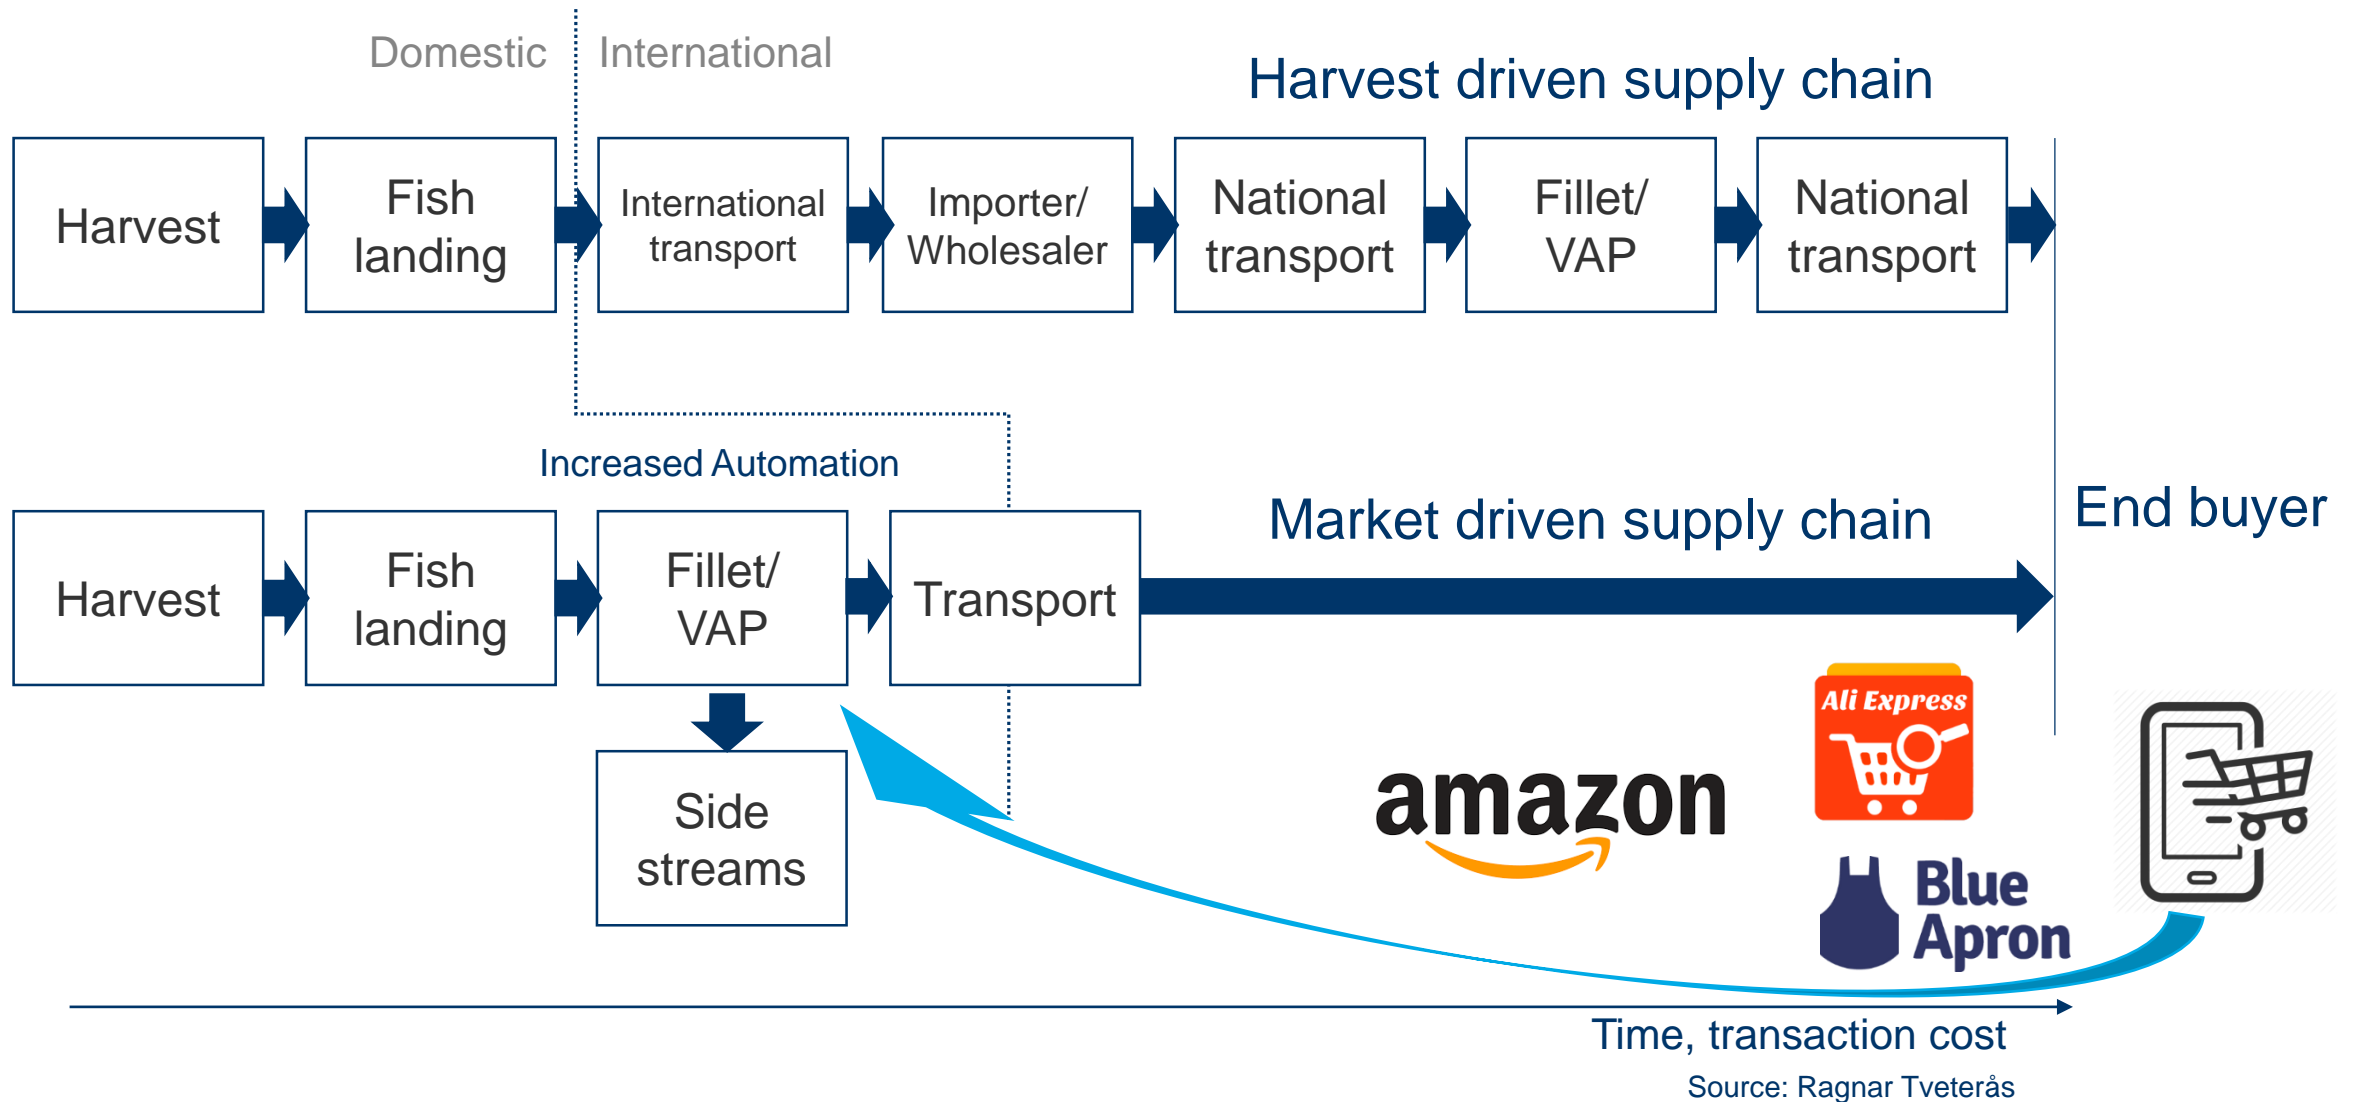 Domestic
International
Harvest driven supply chain
Harvest
Fish
landing
International
transport
Importer/
Wholesaler
National
transport
Fillet/
VAP
National
transport
Increased Automation
Market driven supply chain
End buyer
Harvest
Fish
landing
Fillet/
VAP
Transport
Side
streams
amazon
Ali Express
Blue
Apron
Time, transaction cost
Source: Ragnar Tveterås